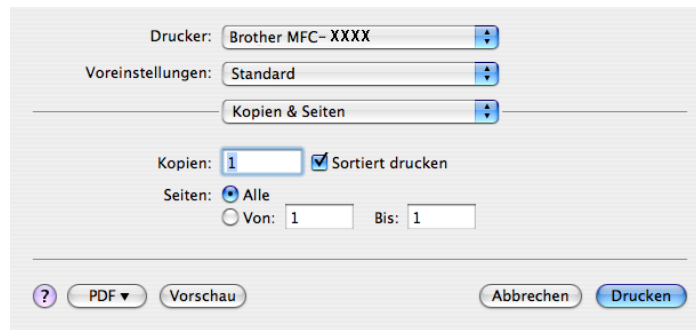 Drucker: Brother MFC-XXXX
Voreinstellungen: Standard
Kopien & Seiten
Kopien: 1 Sortiert drucken
Seiten: Alle
Von: 1 Bis: 1
? PDF Vorschau Abbrechen Drucken